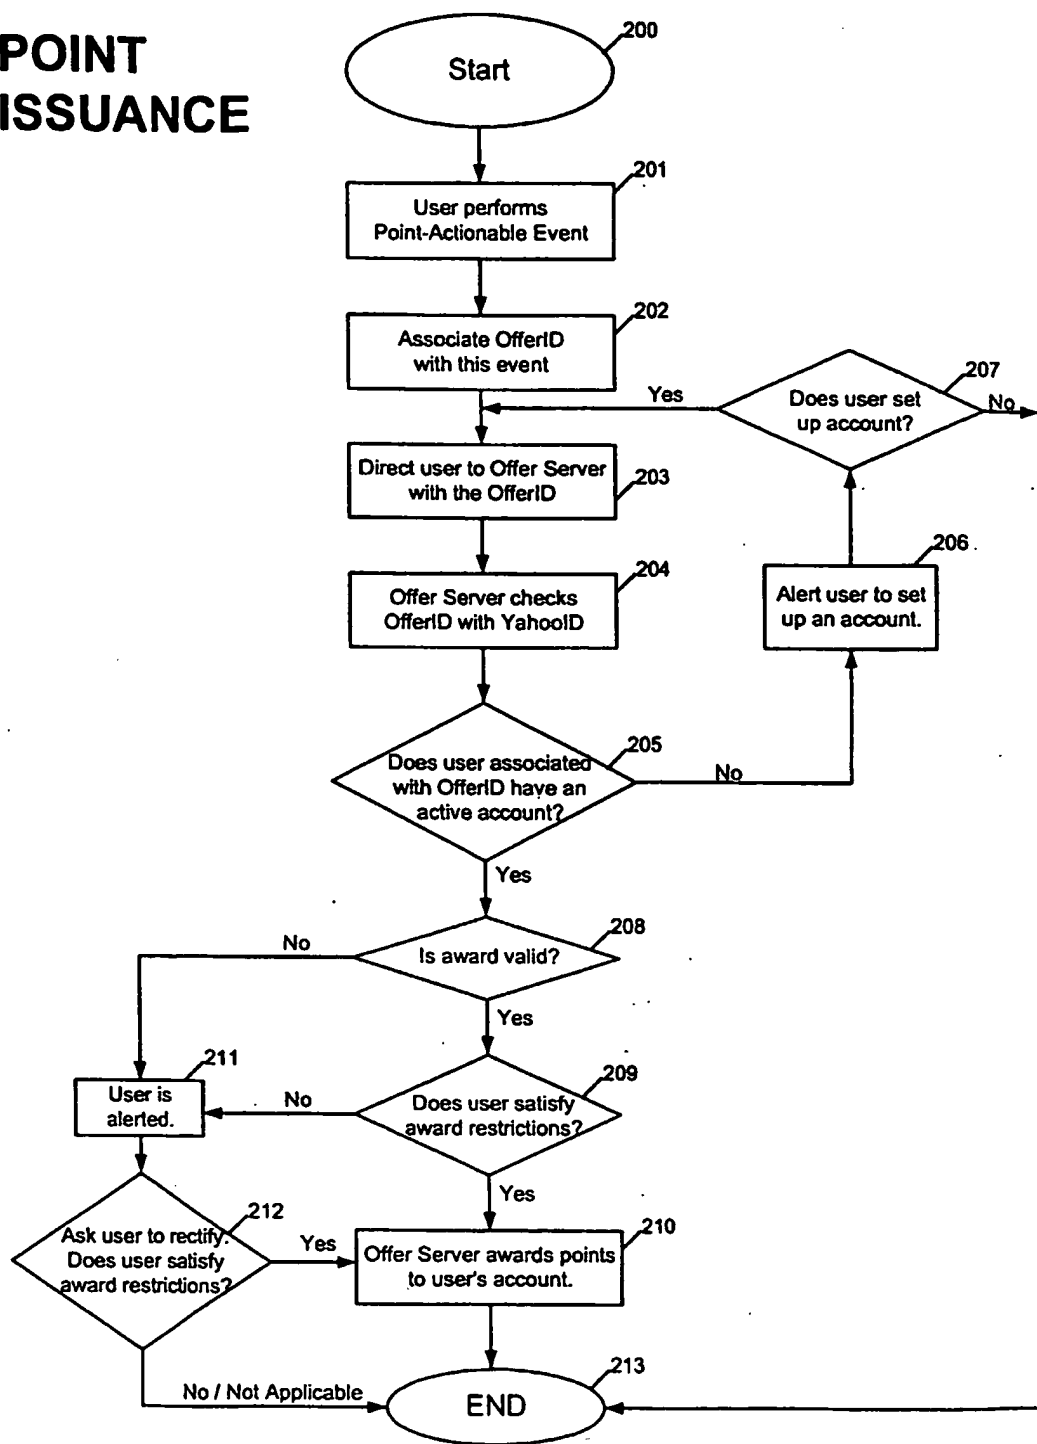 POINT
ISSUANCE
200
Start
201
User performs
Point-Actionable Event
202
Associate OfferID
with this event
207
Does user set
up account?
Yes
No
Direct user to Offer Server
with the OfferID
203
206
Alert user to set
up an account.
204
Offer Server checks
OfferID with YahooID
205
Does user associated
with OfferID have an
active account?
No
Yes
208
Is award valid?
No
Yes
211
User is
alerted.
209
Does user satisfy
award restrictions?
No
Yes
212
Ask user to rectify.
Does user satisfy
award restrictions?
Yes
210
Offer Server awards points
to user's account.
No / Not Applicable
213
END